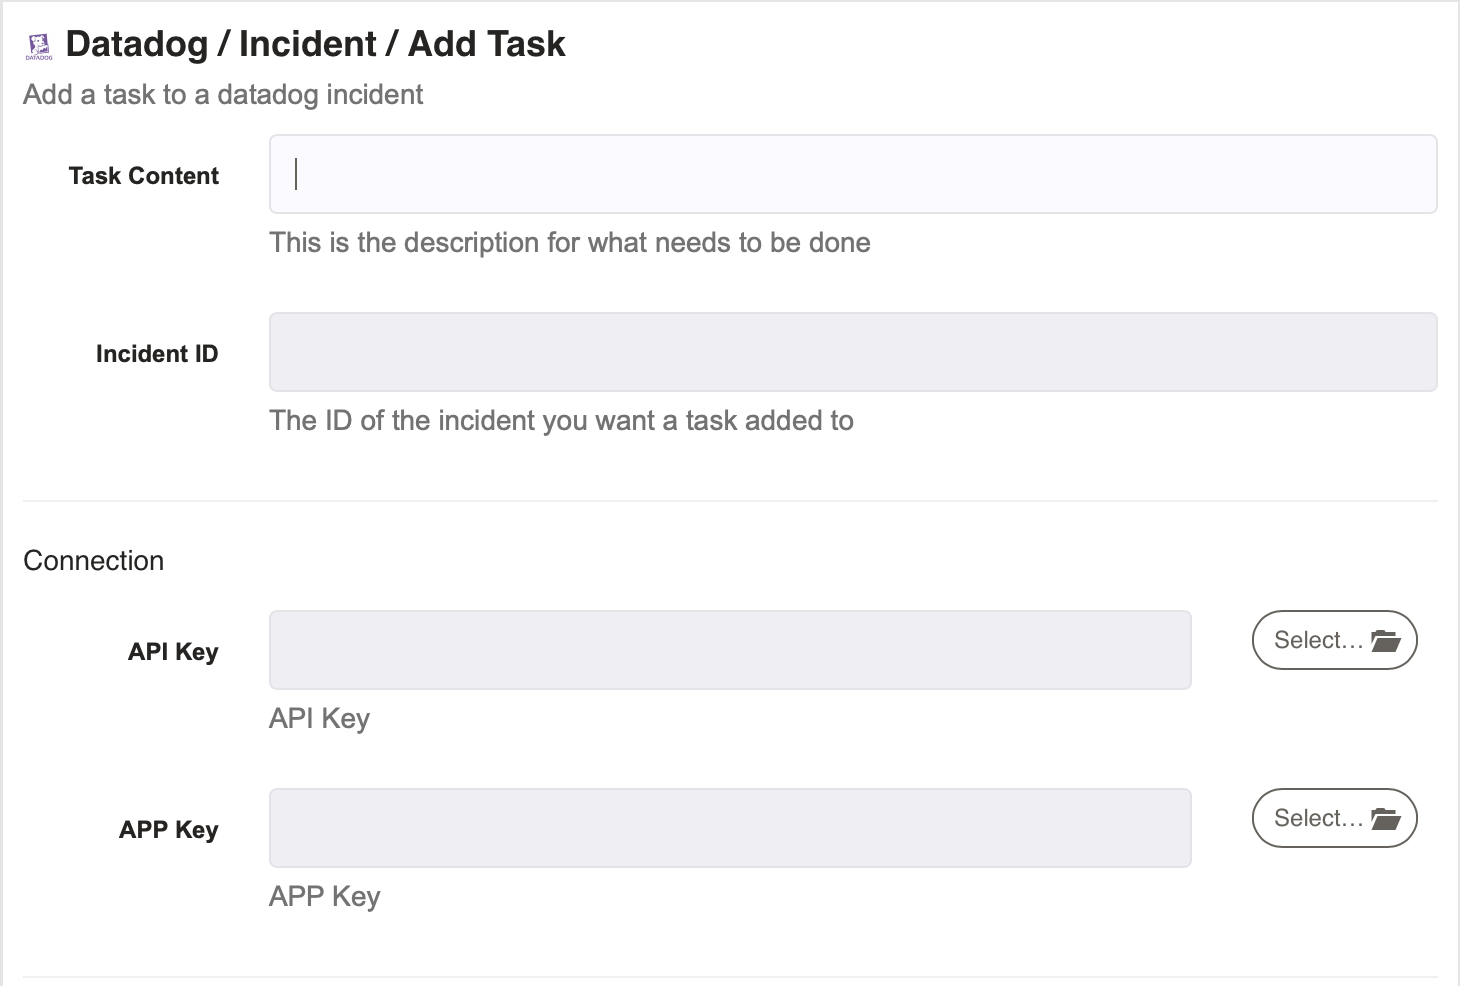 DATADOG
Datadog / Incident / Add Task
Add a task to a datadog incident
Task Content
This is the description for what needs to be done
Incident ID
The ID of the incident you want a task added to
Connection
API Key
Select...
API Key
APP Key
Select...
APP Key